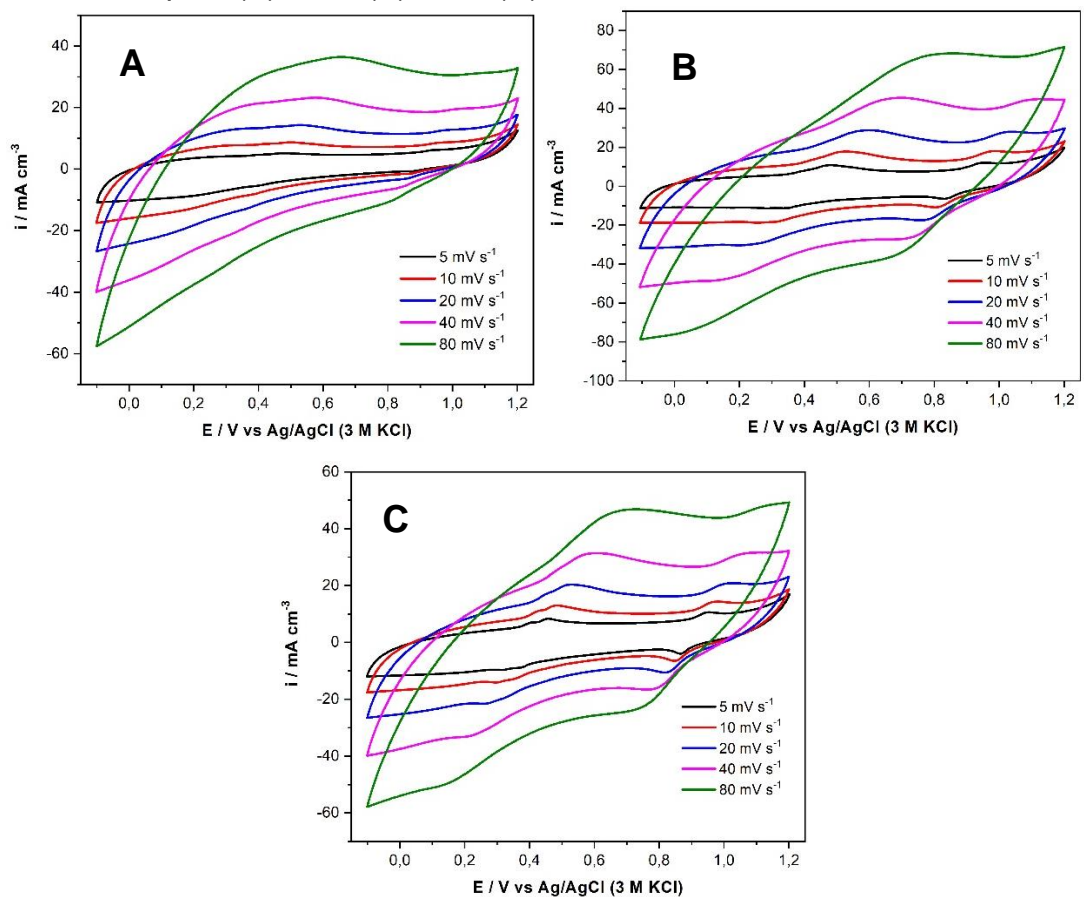 A
i / mA cm-3
40
20
0
-20
-40
-60
5 mV s-1
10 mV s-1
20 mV s-1
40 mV s-1
80 mV s-1
0,0 0,2 0,4 0,6 0,8 1,0 1,2
E / V vs Ag/AgCl (3 M KCl)
B
i / mA cm-3
80
60
40
20
0
-20
-40
-60
-80
-100
5 mV s-1
10 mV s-1
20 mV s-1
40 mV s-1
80 mV s-1
0,0 0,2 0,4 0,6 0,8 1,0 1,2
E / V vs Ag/AgCl (3 M KCl)
C
i / mA cm-3
60
40
20
0
-20
-40
-60
5 mV s-1
10 mV s-1
20 mV s-1
40 mV s-1
80 mV s-1
0,0 0,2 0,4 0,6 0,8 1,0 1,2
E / V vs Ag/AgCl (3 M KCl)